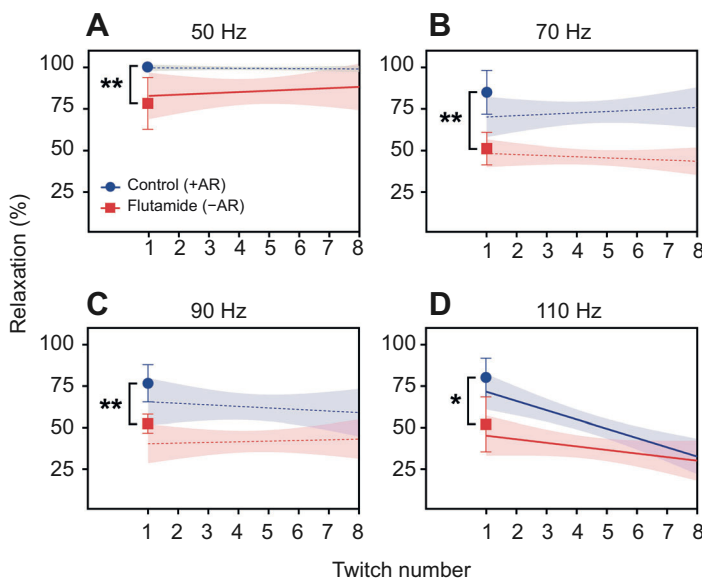 A
50 Hz
B
70 Hz
100
75
50
25
**
Control (+AR)
Flutamide (−AR)
1 2 3 4 5 6 7 8
100
75
50
25
**
1 2 3 4 5 6 7 8
Relaxation (%)
C
90 Hz
D
110 Hz
100
75
50
25
**
1 2 3 4 5 6 7 8
100
75
50
25
*
1 2 3 4 5 6 7 8
Twitch number